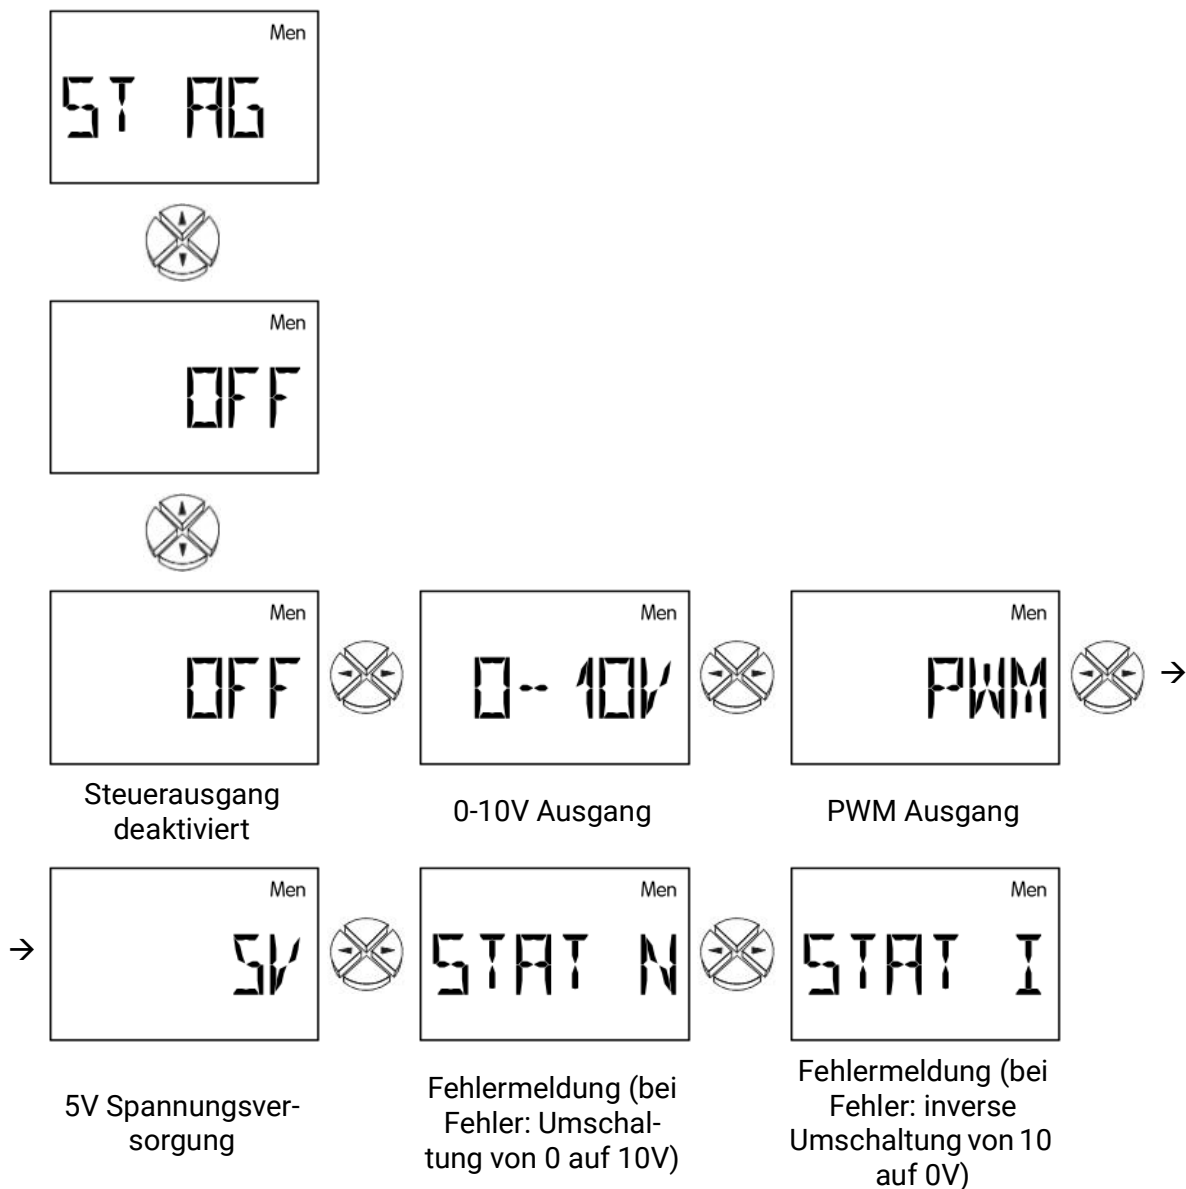 Men
ST AG
Men
OFF
Men
OFF
Men
0--10V
Men
PWM
→
Steuerausgang
deaktiviert
0-10V Ausgang
PWM Ausgang
→
Men
5V
Men
STAT N
Men
STAT I
5V Spannungsver-
sorgung
Fehlermeldung (bei
Fehler: Umschal-
tung von 0 auf 10V)
Fehlermeldung (bei
Fehler: inverse
Umschaltung von 10
auf 0V)